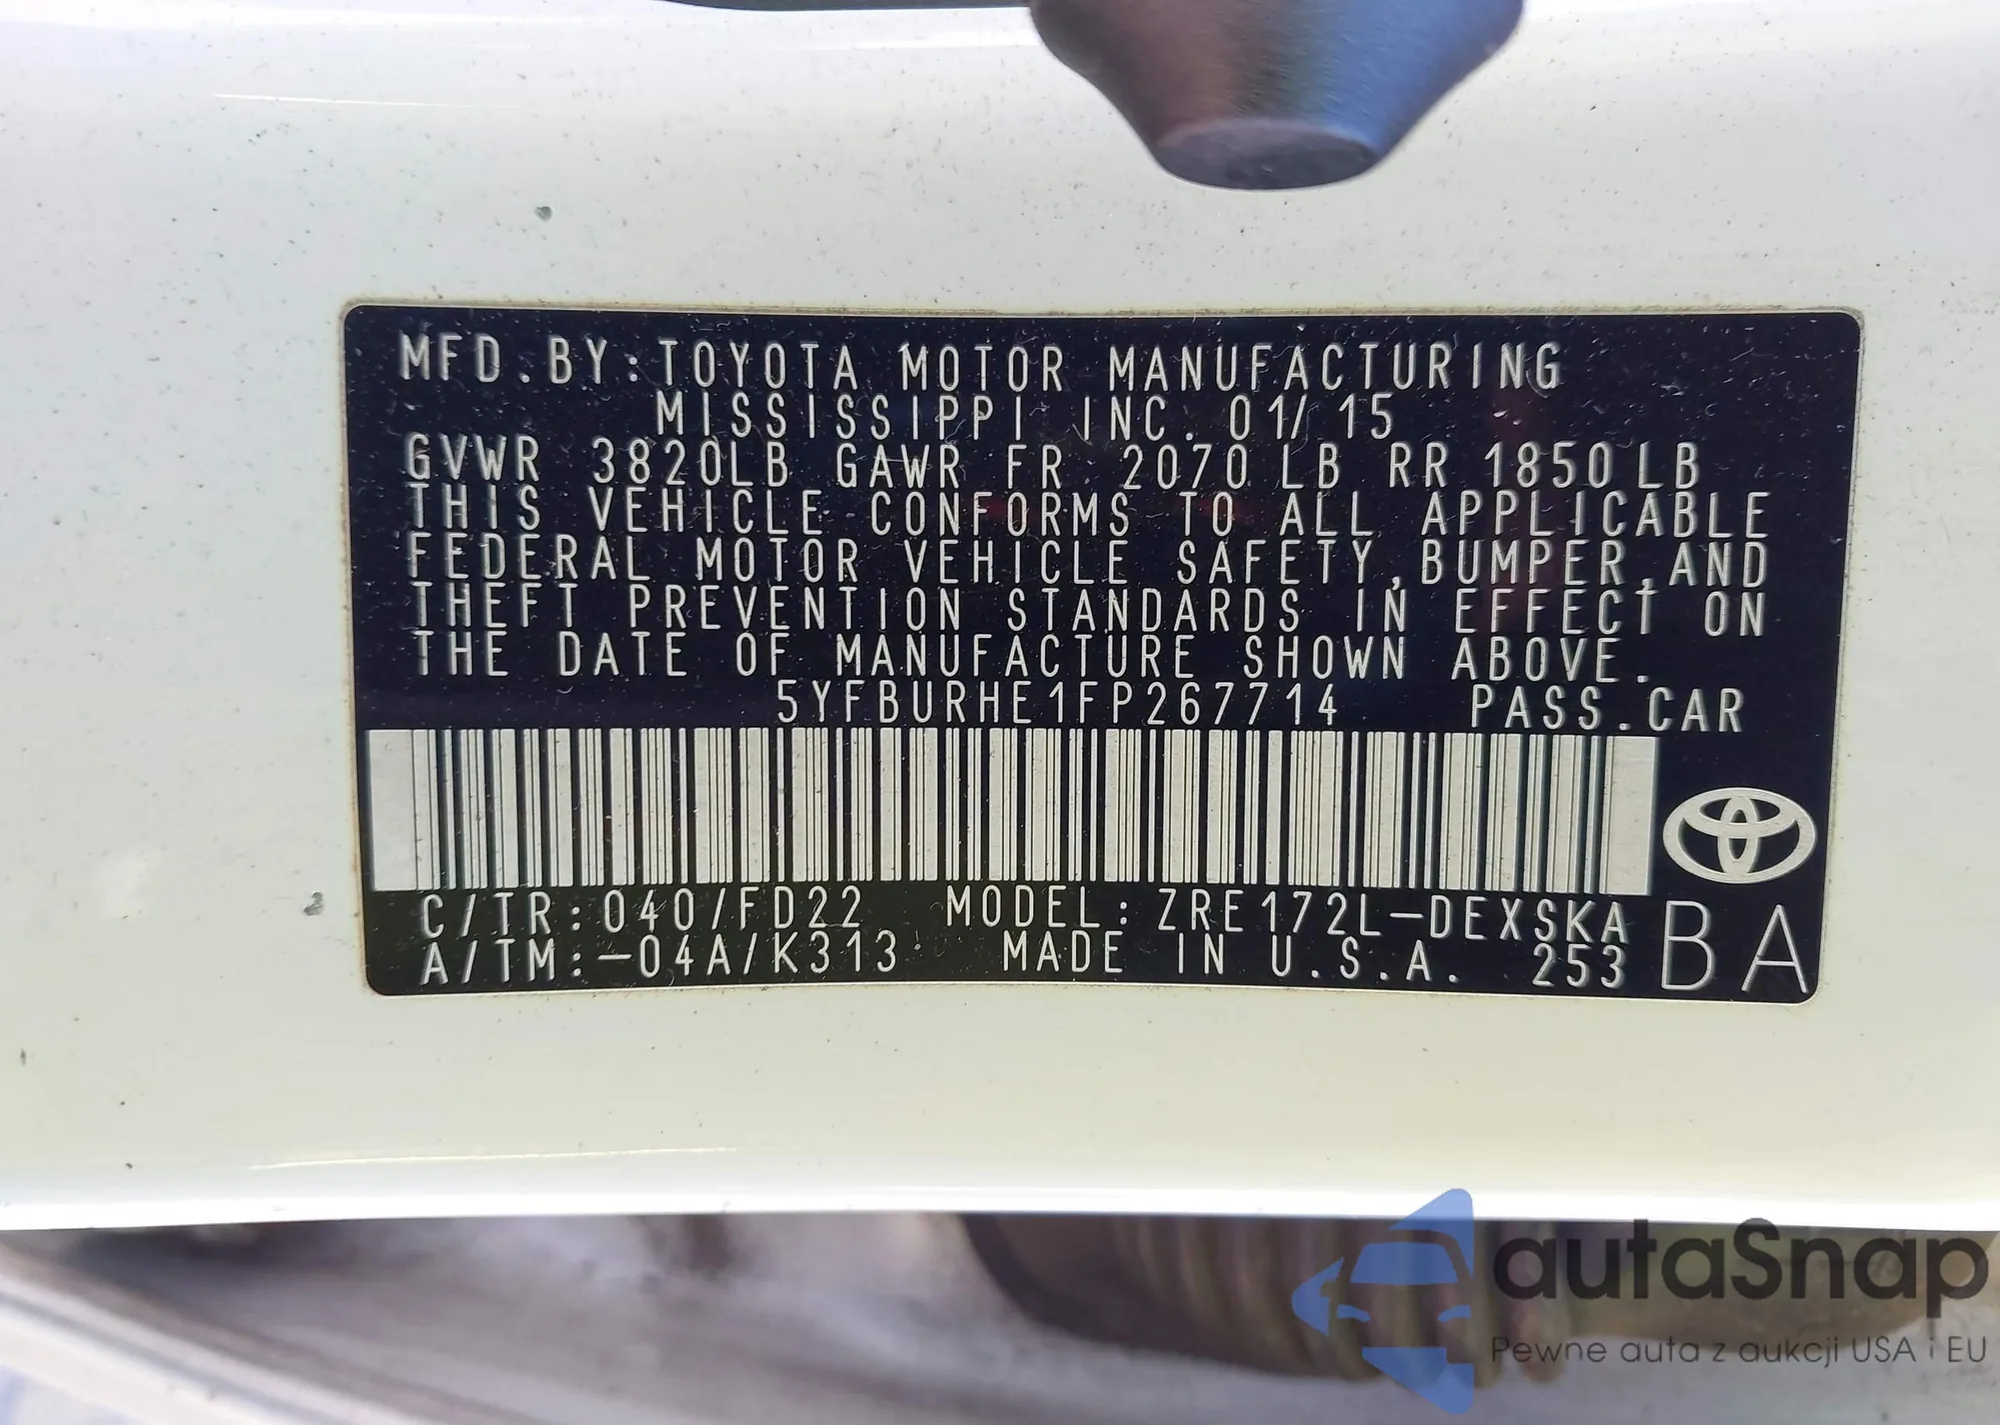 MFD.BY:TOYOTA MOTOR MANUFACTURING
MISSISSIPPI INC. 01/15
GVWR 3820LB GAWR FR 2070 LB RR 1850LB
THIS VEHICLE CONFORMS TO ALL APPLICABLE
FEDERAL MOTOR VEHICLE SAFETY,BUMPER,AND
THEFT PREVENTION STANDARDS IN EFFECT ON
THE DATE OF MANUFACTURE SHOWN ABOVE.
5YFBURHE1FP267714 PASS.CAR
C/TR:040/FD22 MODEL:ZRE172L-DEXSKA
A/TM:-04A/K313 MADE IN U.S.A. 253
BA
autaSnap
Pewne auta z aukcji USA i EU